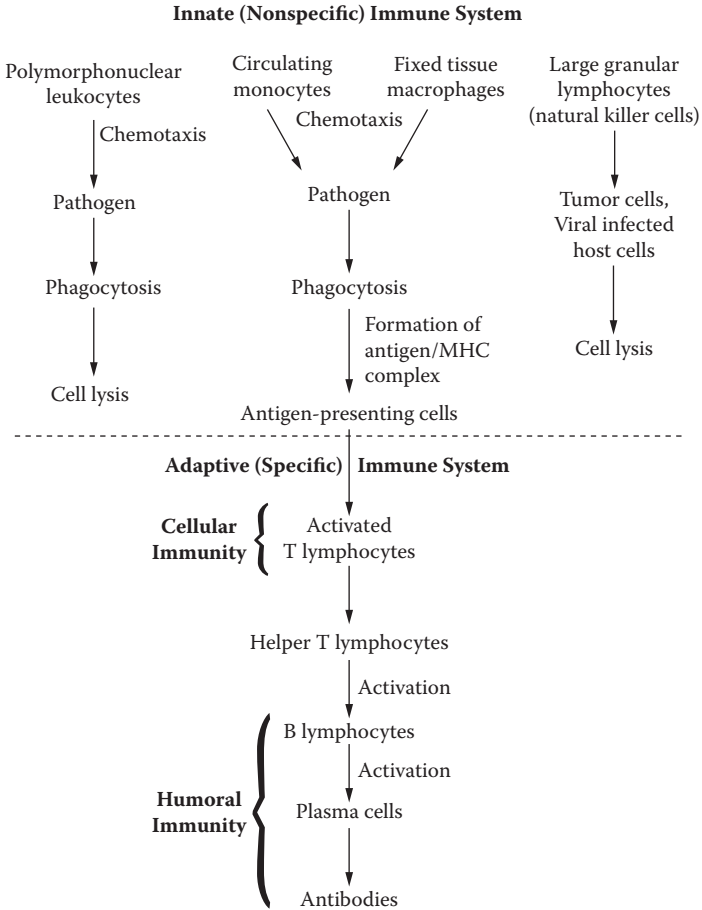 Innate (Nonspecific) Immune System
Polymorphonuclear
leukocytes
Circulating
monocytes
Fixed tissue
macrophages
Large granular
lymphocytes
(natural killer cells)
Chemotaxis
Chemotaxis
Pathogen
Pathogen
Tumor cells,
Viral infected
host cells
Phagocytosis
Phagocytosis
Formation of
antigen/MHC
complex
Cell lysis
Cell lysis
Antigen-presenting cells
Adaptive (Specific) Immune System
Cellular
Immunity
Activated
T lymphocytes
Helper T lymphocytes
Activation
B lymphocytes
Activation
Humoral
Immunity
Plasma cells
Antibodies